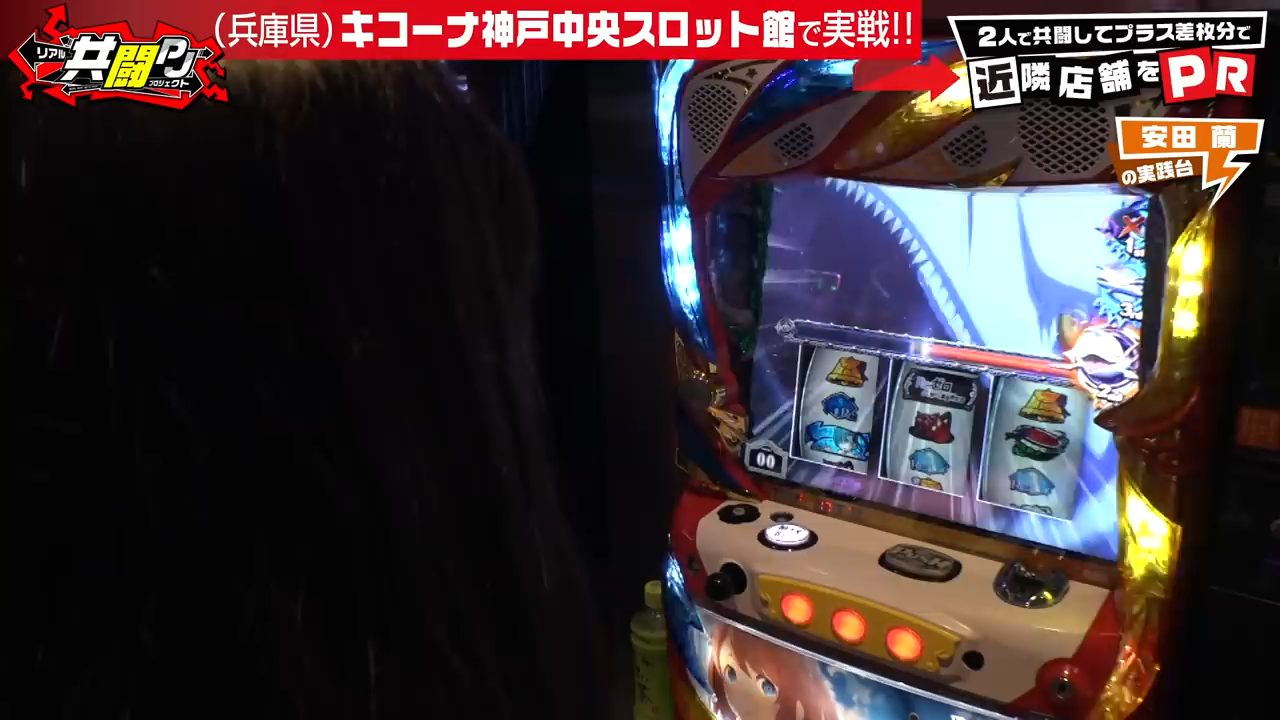 (兵庫県)キコーナ神戸中央スロット館で実戦!!
リアル
共闘PJ
プロジェクト
2人で共闘してプラス差枚分で
近隣店舗をPR
安田 蘭
の実践台
00